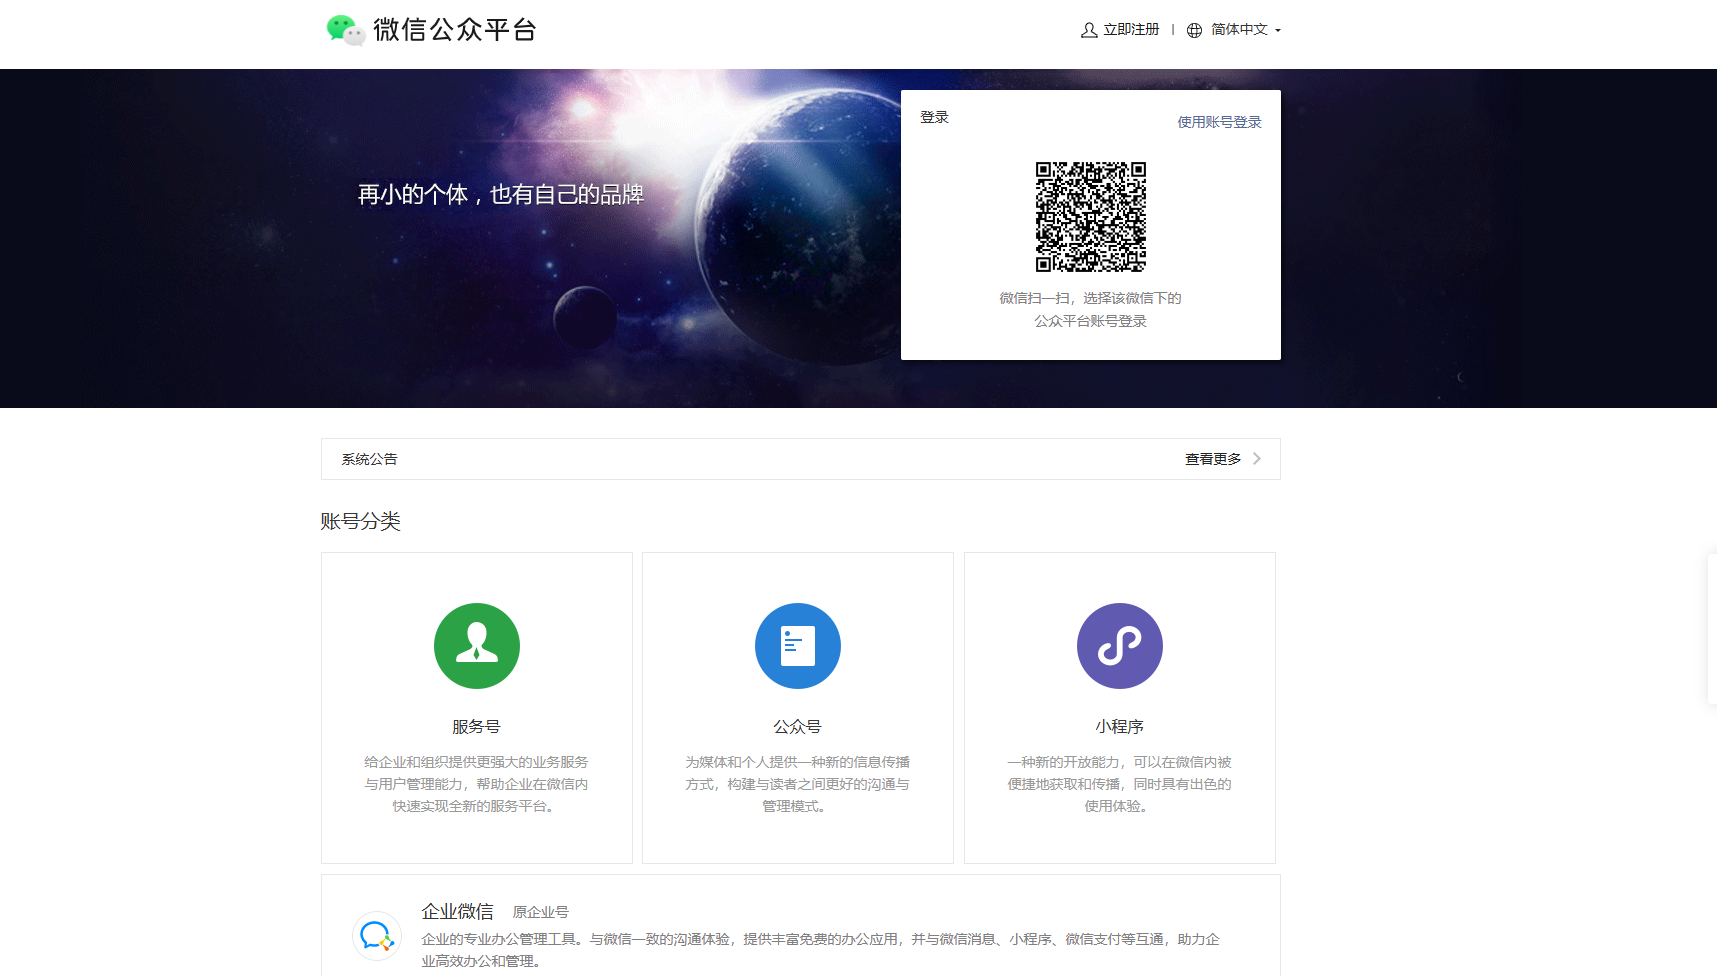 微信公众平台
立即注册 | 简体中文
再小的个体，也有自己的品牌
登录
使用账号登录
微信扫一扫，选择该微信下的
公众平台账号登录
系统公告
查看更多
账号分类
服务号
给企业和组织提供更强大的业务服务
与用户管理能力，帮助企业在微信内
快速实现全新的服务平台。
公众号
为媒体和个人提供一种新的信息传播
方式，构建与读者之间更好的沟通与
管理模式。
小程序
一种新的开放能力，可以在微信内被
便捷地获取和传播，同时具有出色的
使用体验。
企业微信 原企业号
企业的专业办公管理工具。与微信一致的沟通体验，提供丰富免费的办公应用，并与微信消息、小程序、微信支付等互通，助力企
业高效办公和管理。